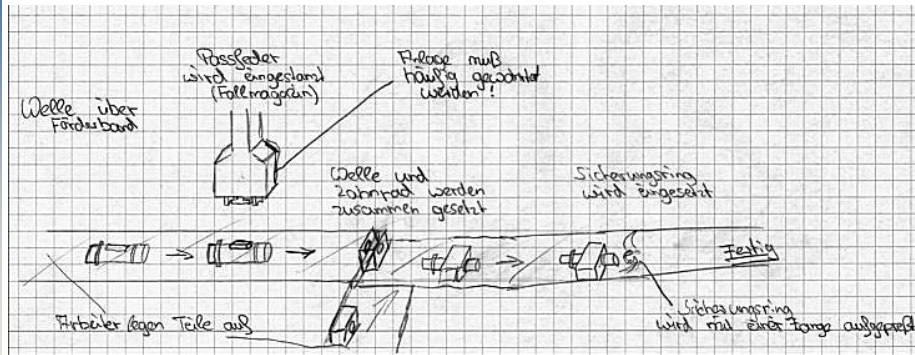 Passfeder
wird eingestanzt
(Fallmagazin)
Anlage muß
häufig gewartet
werden!
Welle über
Förderband
Welle und
Zahnrad werden
zusammen gesetzt
Sicherungsring
wird eingesetzt
Fertig
Arbeiter legen Teile auf
Sicherungsring
wird mit einer Zange aufgepreßt